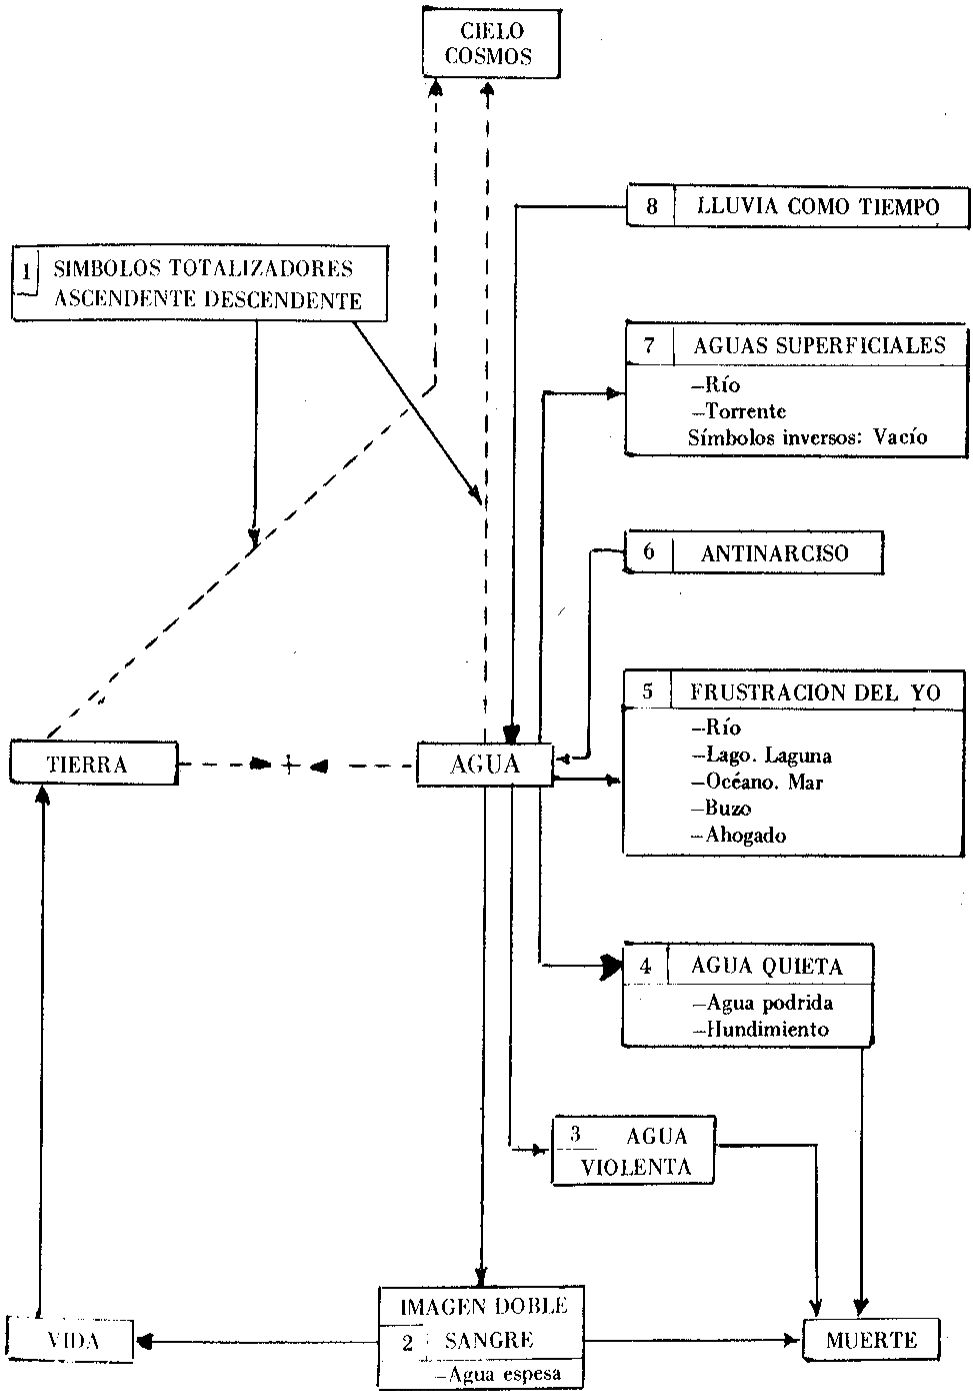 CIELO
COSMOS
8 LLUVIA COMO TIEMPO
1 SIMBOLOS TOTALIZADORES
ASCENDENTE DESCENDENTE
7 AGUAS SUPERFICIALES
–Río
–Torrente
Símbolos inversos: Vacío
6 ANTINARCISO
5 FRUSTRACION DEL YO
–Río
–Lago. Laguna
–Océano. Mar
–Buzo
–Ahogado
TIERRA
+
AGUA
4 AGUA QUIETA
–Agua podrida
–Hundimiento
3 AGUA
VIOLENTA
IMAGEN DOBLE
2 SANGRE
–Agua espesa
VIDA
MUERTE